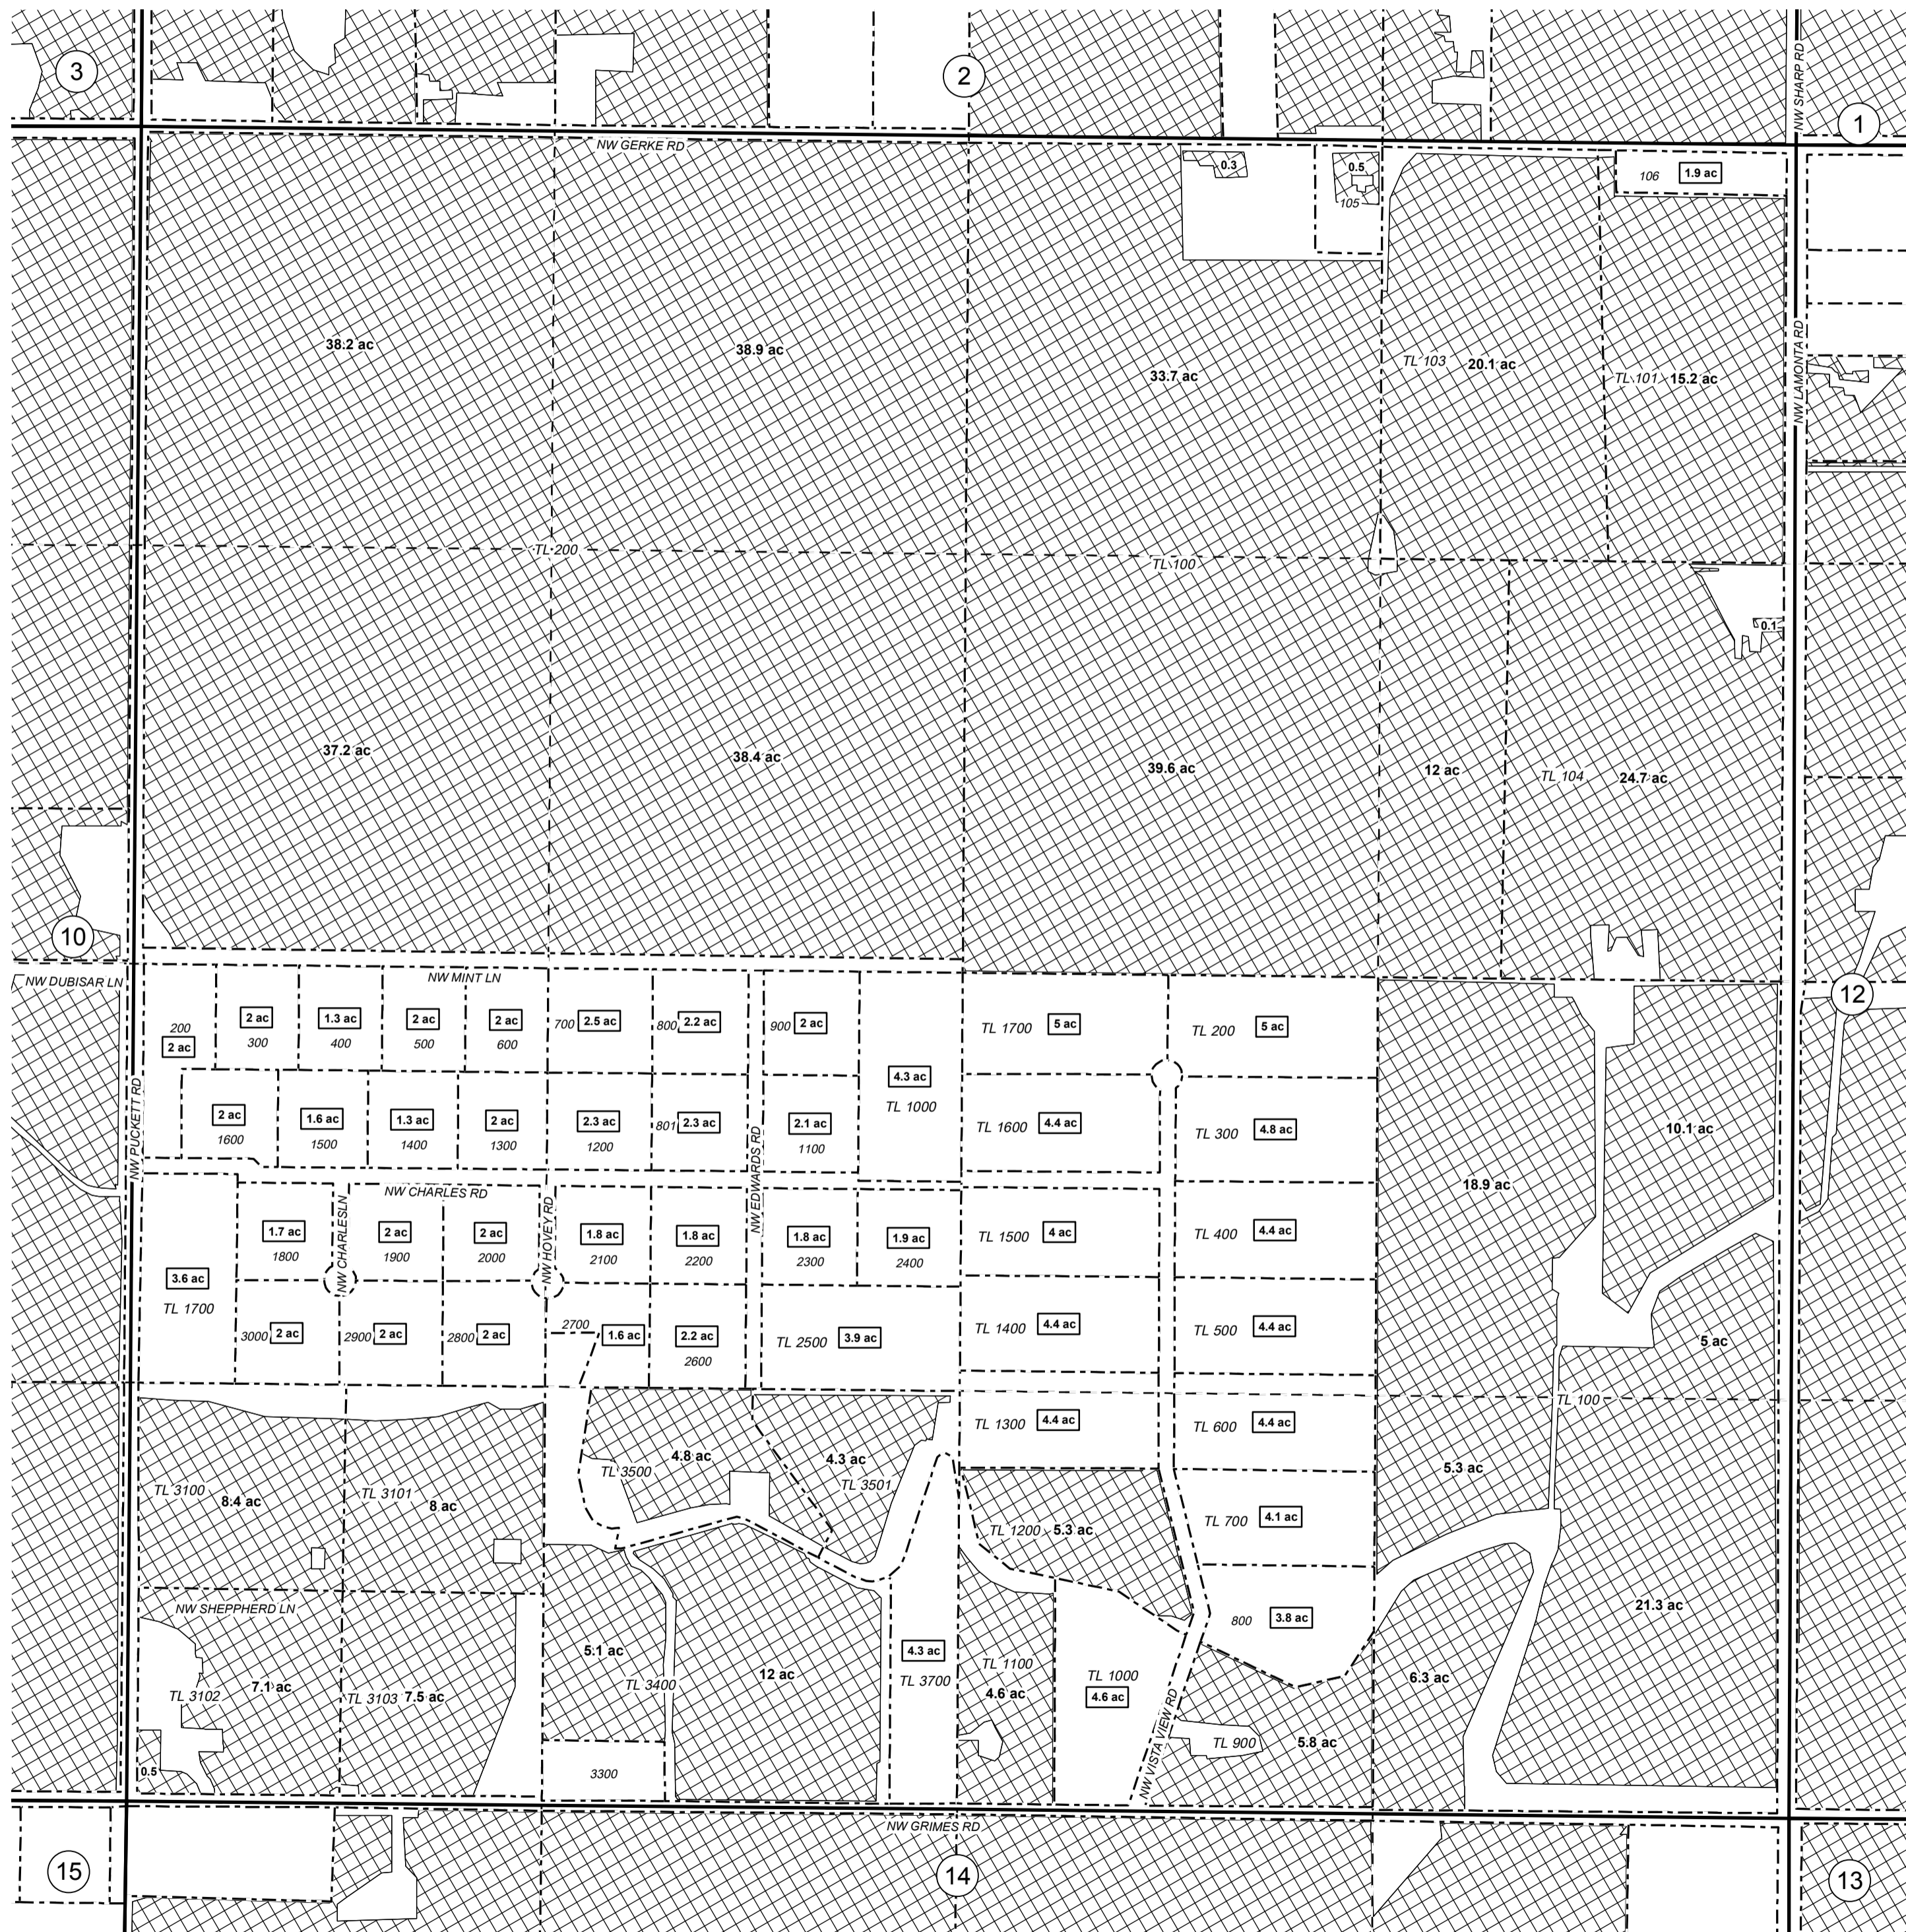 3
2
1
NW SHARP RD
NW GERKE RD
0.3
0.5
105
106
1.9 ac
38.2 ac
38.9 ac
33.7 ac
TL 103
20.1 ac
TL 101
15.2 ac
NW LAMONTA RD
TL 200
TL 100
0.1
37.2 ac
38.4 ac
39.6 ac
12 ac
TL 104
24.7 ac
10
NW DUBISAR LN
NW MINT LN
12
200
2 ac
2 ac
300
1.3 ac
400
2 ac
500
2 ac
600
700
2.5 ac
800
2.2 ac
900
2 ac
TL 1700
5 ac
TL 200
5 ac
4.3 ac
TL 1000
NW PUCKETT RD
2 ac
1600
1.6 ac
1500
1.3 ac
1400
2 ac
1300
2.3 ac
1200
801
2.3 ac
2.1 ac
1100
TL 1600
4.4 ac
TL 300
4.8 ac
10.1 ac
NW EDWARDS RD
18.9 ac
NW CHARLES RD
NW CHARLESLN
NW HOVEY RD
1.7 ac
1800
2 ac
1900
2 ac
2000
1.8 ac
2100
1.8 ac
2200
1.8 ac
2300
1.9 ac
2400
TL 1500
4 ac
TL 400
4.4 ac
3.6 ac
TL 1700
3000
2 ac
2900
2 ac
2800
2 ac
2700
1.6 ac
2.2 ac
2600
TL 2500
3.9 ac
TL 1400
4.4 ac
TL 500
4.4 ac
5 ac
TL 100
TL 1300
4.4 ac
TL 600
4.4 ac
TL 3100
8.4 ac
TL 3101
8 ac
TL 3500
4.8 ac
4.3 ac
TL 3501
5.3 ac
TL 1200
5.3 ac
TL 700
4.1 ac
NW SHEPPHERD LN
800
3.8 ac
21.3 ac
5.1 ac
TL 3400
12 ac
4.3 ac
TL 3700
TL 1100
4.6 ac
TL 1000
4.6 ac
6.3 ac
TL 3102
7.1 ac
TL 3103
7.5 ac
NW VISTA VIEW RD
TL 900
5.8 ac
0.5
3300
NW GRIMES RD
15
14
13